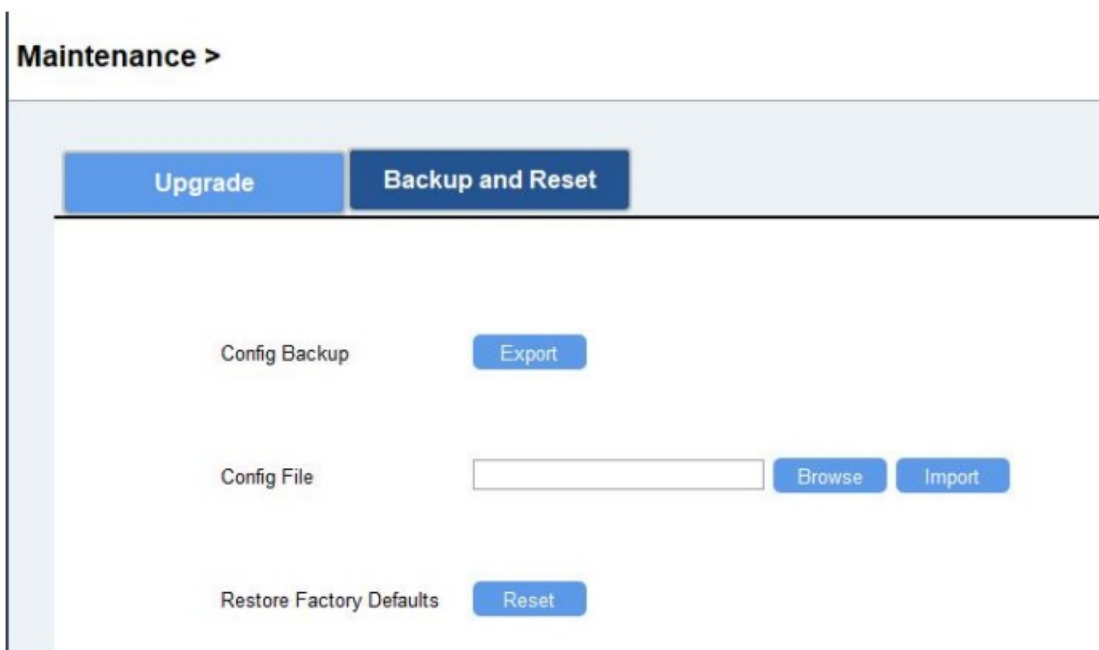 Maintenance >
Upgrade
Backup and Reset
Config Backup
Export
Config File
Browse
Import
Restore Factory Defaults
Reset